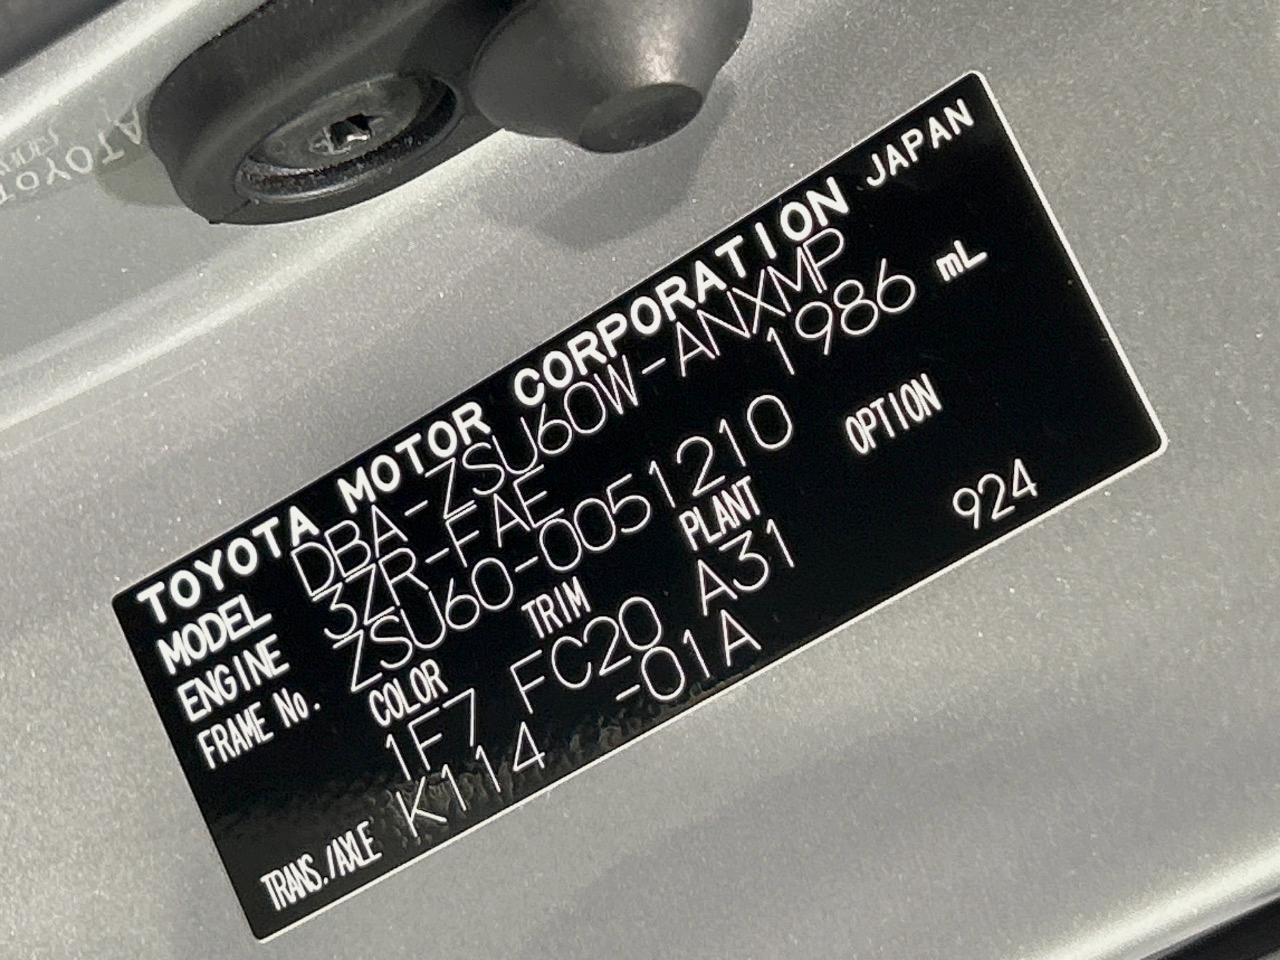 TOYOTA MOTOR CORPORATION JAPAN
MODEL DBA-ZSU60W-ANXMP
ENGINE 3ZR-FAE 1986 mL
FRAME No. ZSU60-0051210
COLOR TRIM PLANT OPTION
1F7 FC20 A31 924
TRANS./AXLE K114 -01A